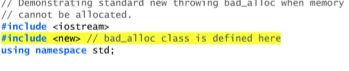 // Demonstrating standard new throwing bad_alloc when memory
// cannot be allocated.
#include <iostream>
#include <new> // bad_alloc class is defined here
using namespace std;